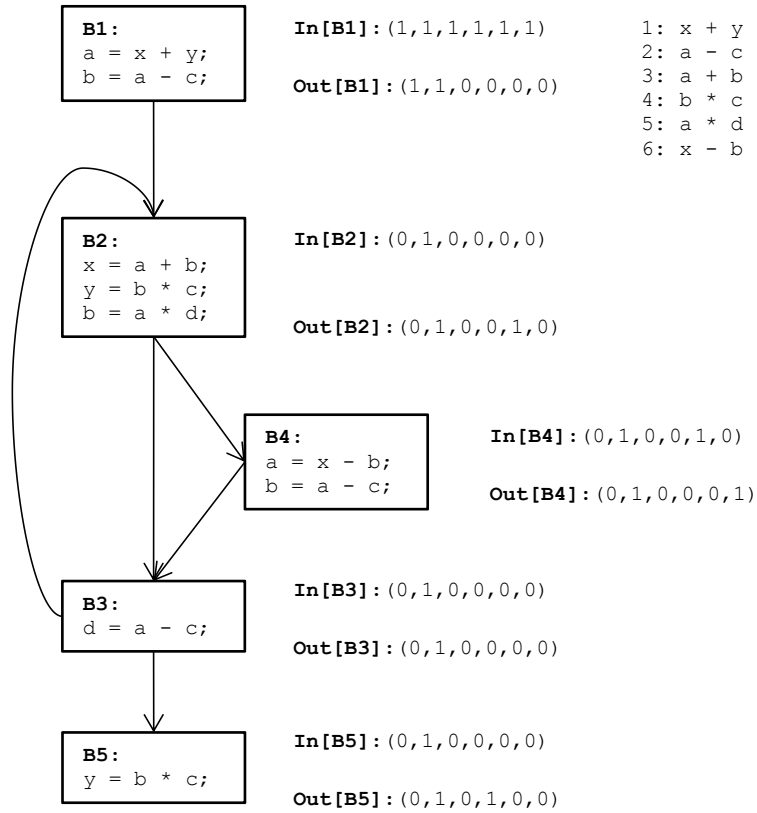 B1:
a = x + y;
b = a - c;
In[B1]:(1,1,1,1,1,1)
Out[B1]:(1,1,0,0,0,0)
1: x + y
2: a - c
3: a + b
4: b * c
5: a * d
6: x - b
B2:
x = a + b;
y = b * c;
b = a * d;
In[B2]:(0,1,0,0,0,0)
Out[B2]:(0,1,0,0,1,0)
B4:
a = x - b;
b = a - c;
In[B4]:(0,1,0,0,1,0)
Out[B4]:(0,1,0,0,0,1)
B3:
d = a - c;
In[B3]:(0,1,0,0,0,0)
Out[B3]:(0,1,0,0,0,0)
B5:
y = b * c;
In[B5]:(0,1,0,0,0,0)
Out[B5]:(0,1,0,1,0,0)